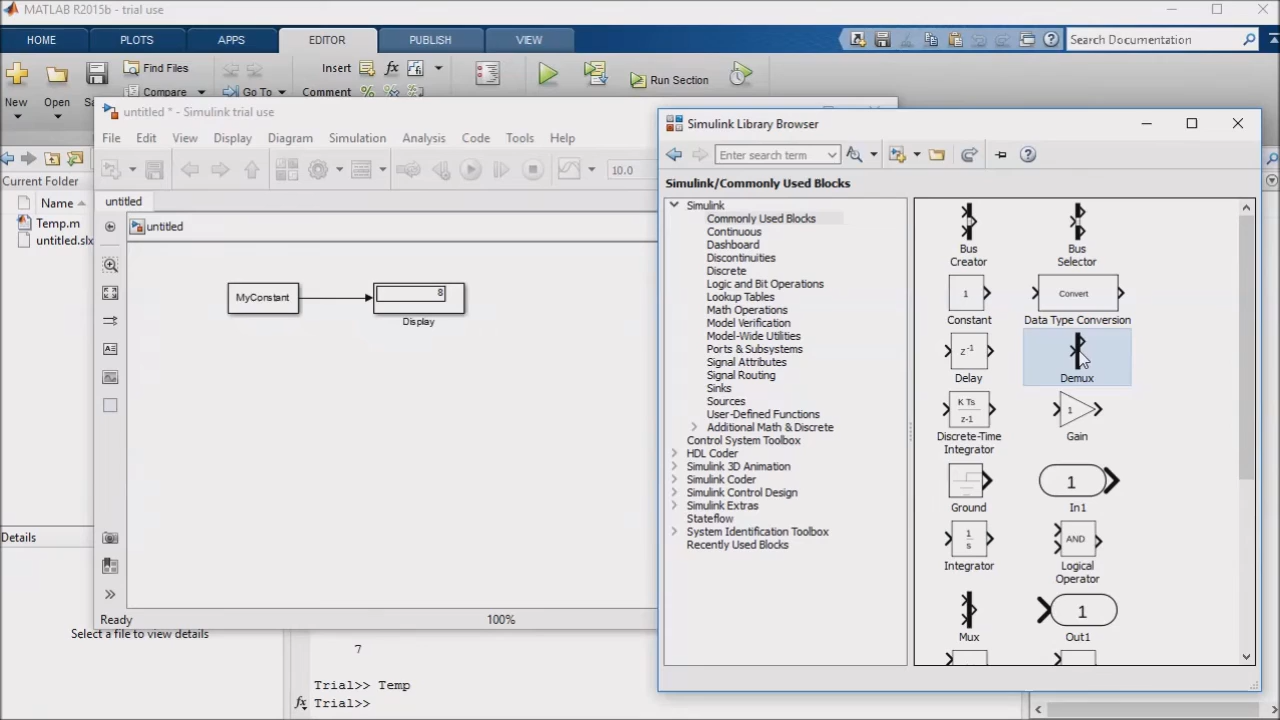 MATLAB R2015b - trial use
HOME PLOTS APPS EDITOR PUBLISH VIEW
Search Documentation
New Open
Find Files
Compare
Insert fx
Comment %
Go To
Run Section
untitled * - Simulink trial use
File Edit View Display Diagram Simulation Analysis Code Tools Help
10.0
Current Folder
Name
Temp.m
untitled.slx
Details
Select a file to view details
untitled
untitled
MyConstant
8
Display
Ready
100%
7
Trial>> Temp
fx Trial>>
Simulink Library Browser
Enter search term
Simulink/Commonly Used Blocks
Simulink
Commonly Used Blocks
Continuous
Dashboard
Discontinuities
Discrete
Logic and Bit Operations
Lookup Tables
Math Operations
Model Verification
Model-Wide Utilities
Ports & Subsystems
Signal Attributes
Signal Routing
Sinks
Sources
User-Defined Functions
Additional Math & Discrete
Control System Toolbox
HDL Coder
Simulink 3D Animation
Simulink Coder
Simulink Control Design
Simulink Extras
Stateflow
System Identification Toolbox
Recently Used Blocks
Bus
Creator
Bus
Selector
1
Constant
Convert
Data Type Conversion
z-1
Delay
Demux
K Ts
z-1
Discrete-Time
Integrator
1
Gain
Ground
1
In1
1
s
Integrator
AND
Logical
Operator
Mux
1
Out1